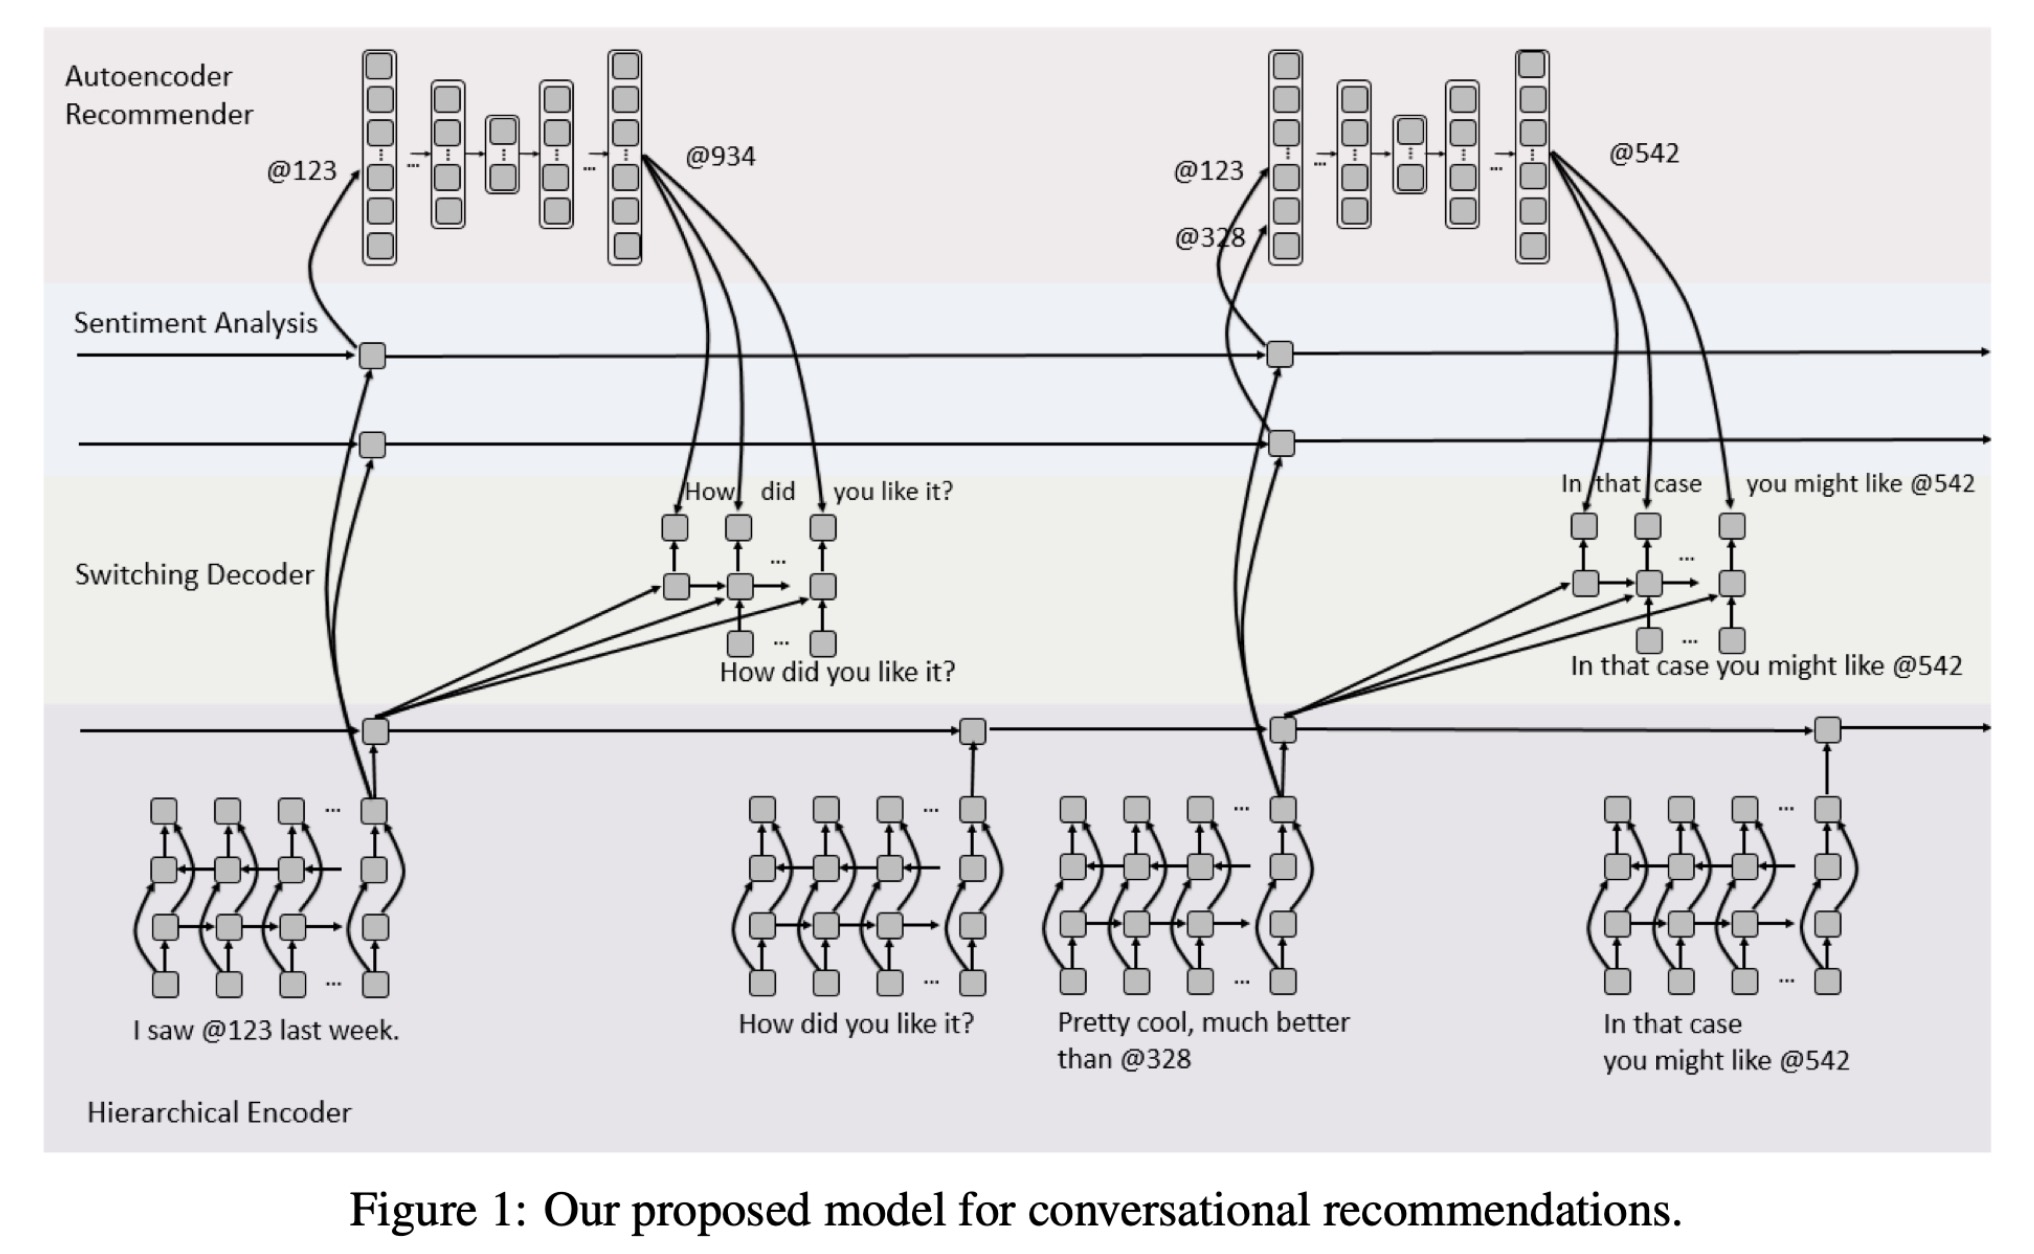 Autoencoder
Recommender
@123
@934
@123
@328
@542
Sentiment Analysis
How did you like it?
In that case you might like @542
Switching Decoder
...
...
How did you like it?
...
...
In that case you might like @542
...
...
...
...
...
...
...
...
I saw @123 last week.
How did you like it?
Pretty cool, much better
than @328
In that case
you might like @542
Hierarchical Encoder
Figure 1: Our proposed model for conversational recommendations.